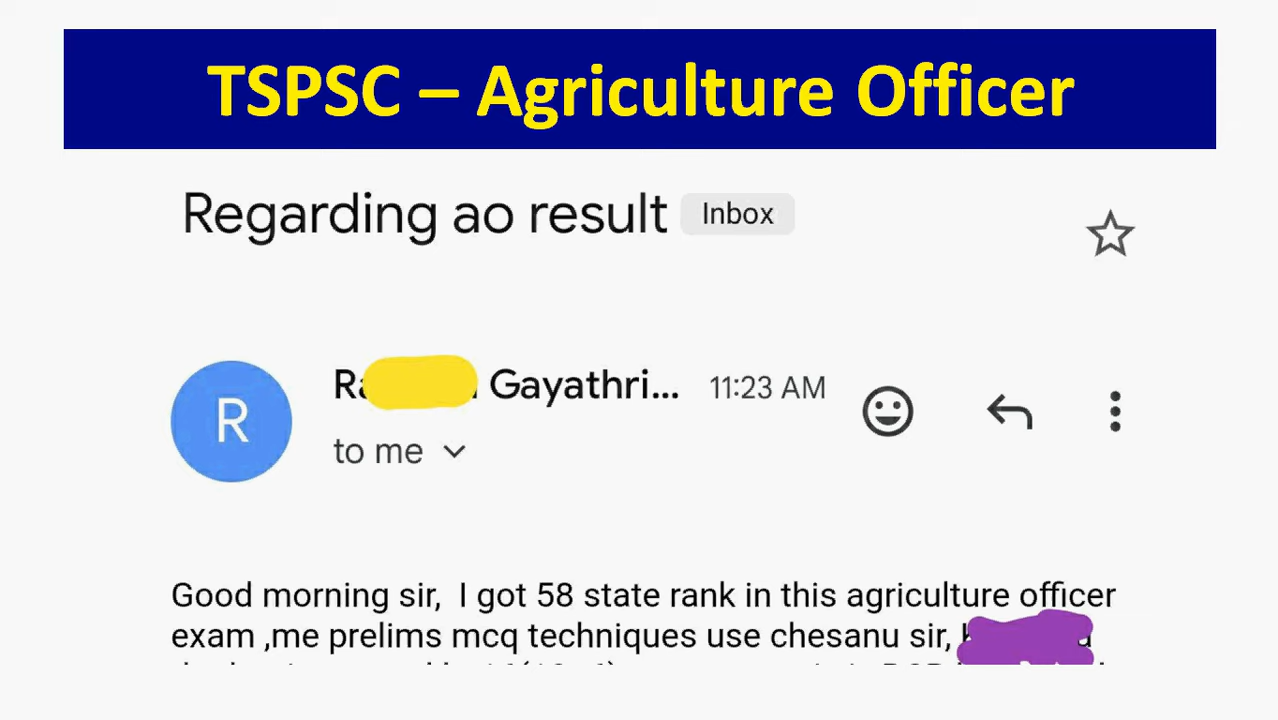 TSPSC – Agriculture Officer
Regarding ao result Inbox
R Gayathri... 11:23 AM
to me
Good morning sir, I got 58 state rank in this agriculture officer
exam ,me prelims mcq techniques use chesanu sir,